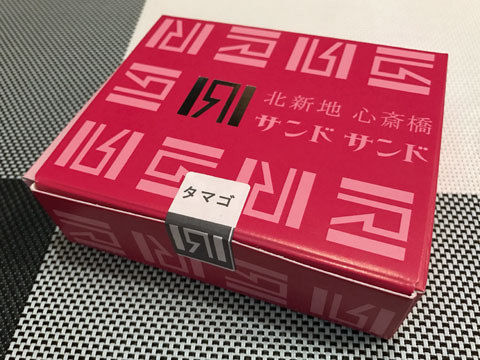 北新地 心斎橋
サンド サンド
タマゴ